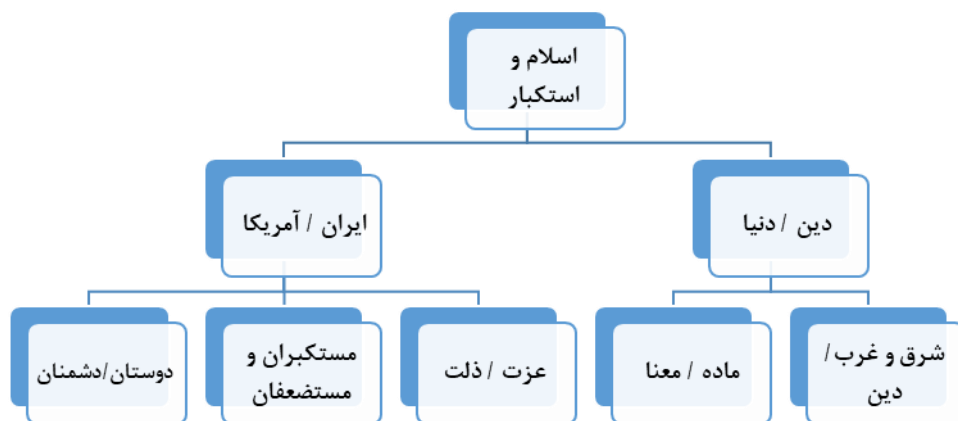 اسلام و
استکبار
دین / دنیا
ایران / آمریکا
شرق و غرب/
دین
ماده / معنا
عزت / ذلت
مستکبران و
مستضعفان
دوستان/دشمنان